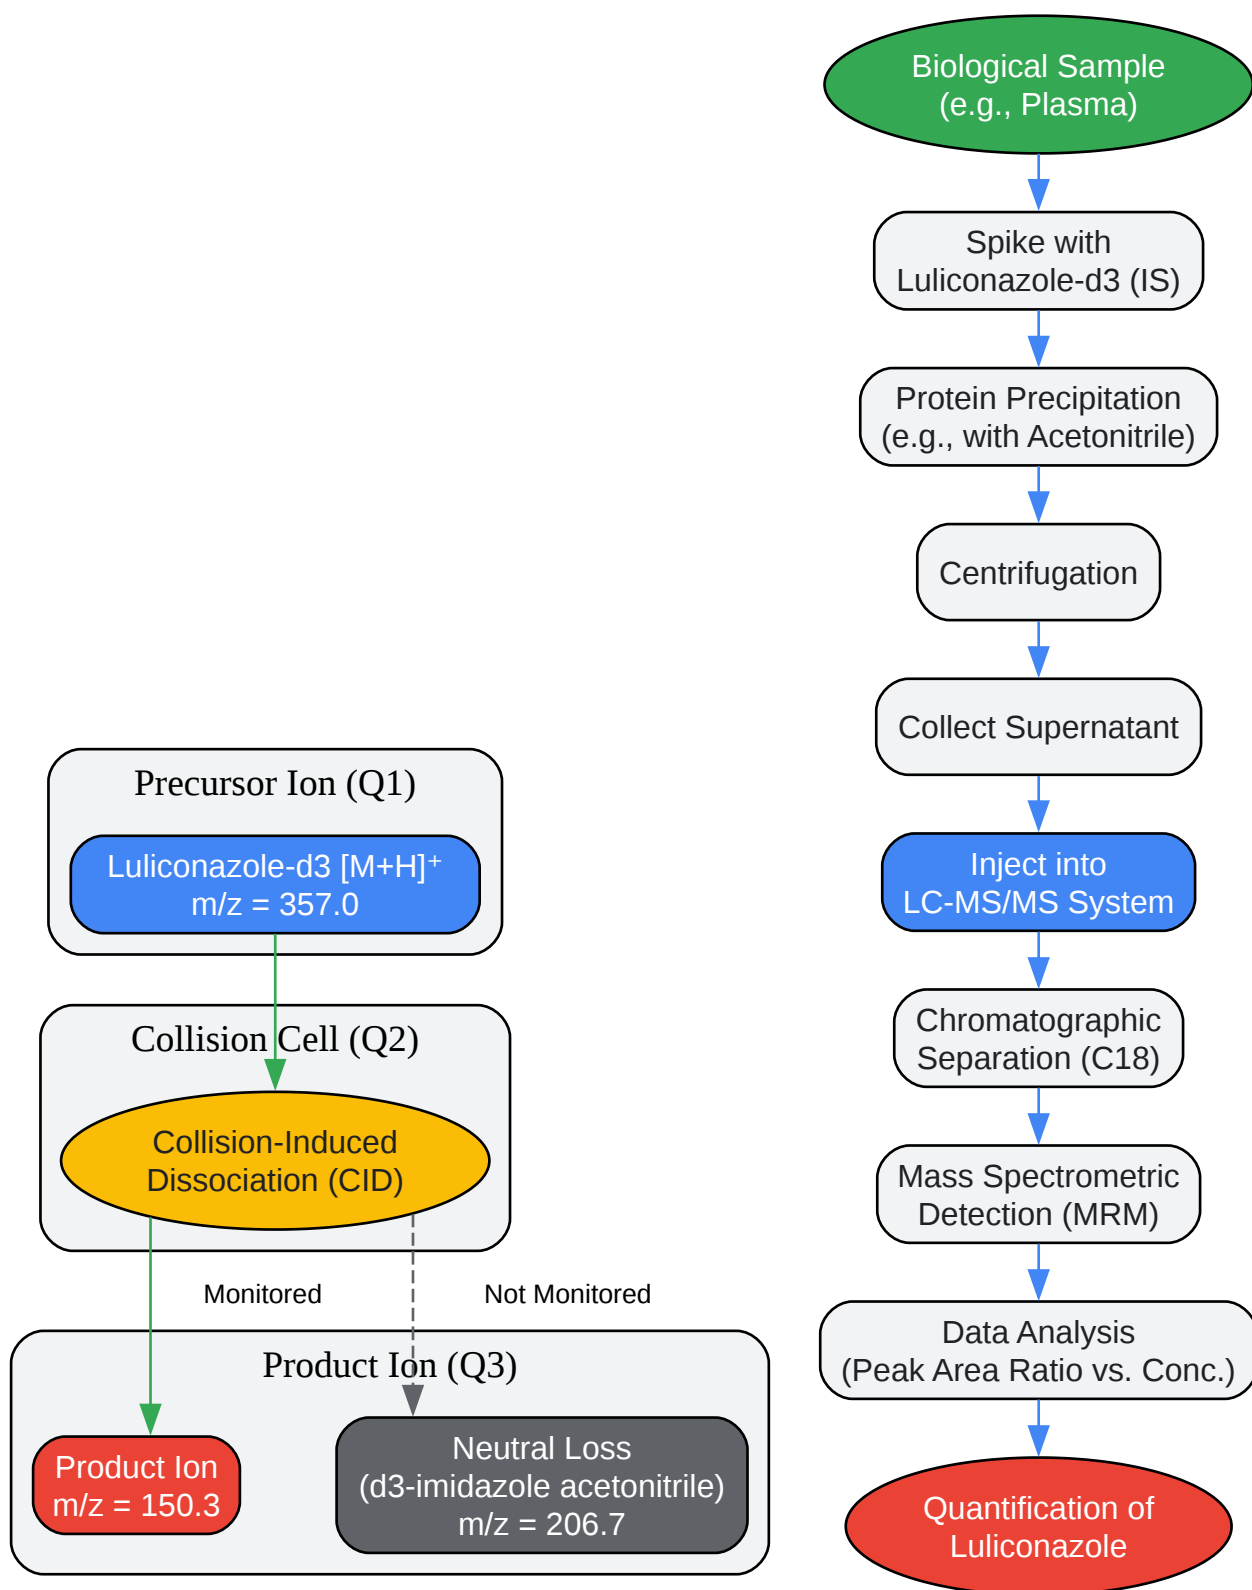 Biological Sample
(e.g., Plasma)
Spike with
Luliconazole-d3 (IS)
Protein Precipitation
(e.g., with Acetonitrile)
Centrifugation
Collect Supernatant
Inject into
LC-MS/MS System
Chromatographic
Separation (C18)
Mass Spectrometric
Detection (MRM)
Data Analysis
(Peak Area Ratio vs. Conc.)
Quantification of
Luliconazole
Precursor Ion (Q1)
Luliconazole-d3 [M+H]⁺
m/z = 357.0
Collision Cell (Q2)
Collision-Induced
Dissociation (CID)
Monitored
Not Monitored
Product Ion (Q3)
Product Ion
m/z = 150.3
Neutral Loss
(d3-imidazole acetonitrile)
m/z = 206.7